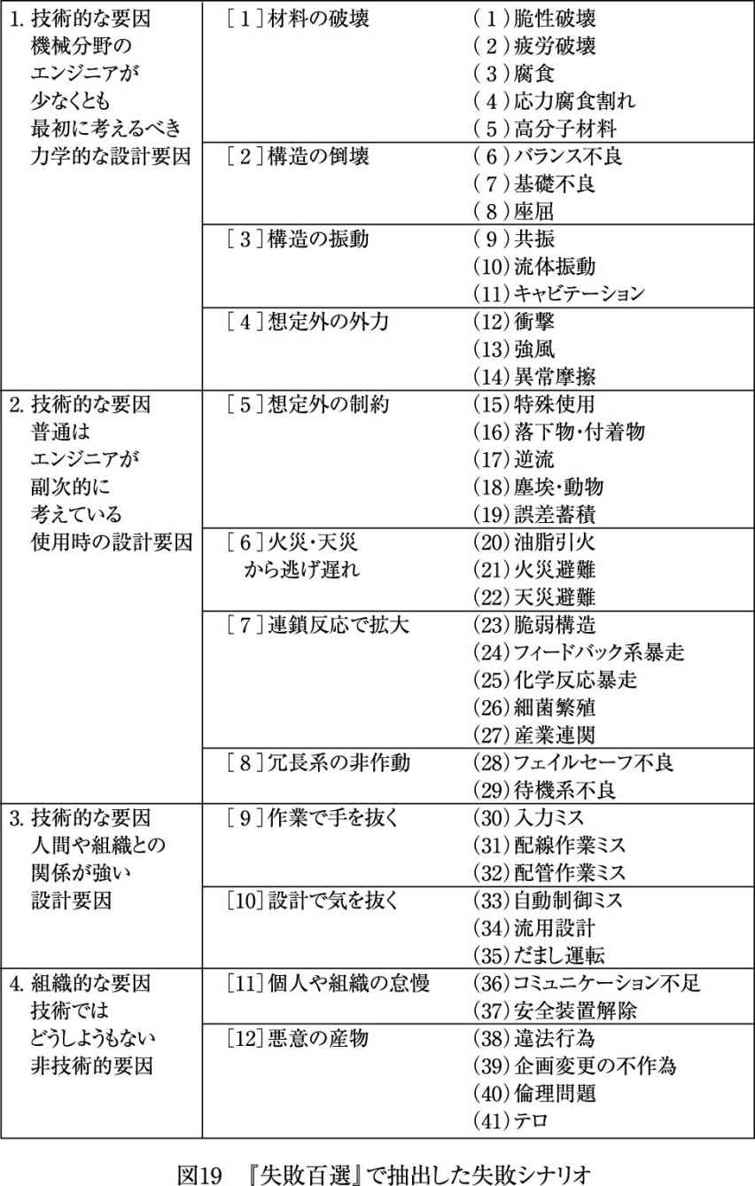 1. 技術的な要因 [1]材料の破壊 (1)脆性破壊
機械分野の (2)疲労破壊
エンジニアが (3)腐食
少なくとも (4)応力腐食割れ
最初に考えるべき (5)高分子材料
力学的な設計要因 [2]構造の倒壊 (6)バランス不良
(7)基礎不良
(8)座屈
[3]構造の振動 (9)共振
(10)流体振動
(11)キャビテーション
[4]想定外の外力 (12)衝撃
(13)強風
(14)異常摩擦
2. 技術的な要因 [5]想定外の制約 (15)特殊使用
普通は (16)落下物・付着物
エンジニアが (17)逆流
副次的に (18)塵埃・動物
考えている (19)誤差蓄積
使用時の設計要因 [6]火災・天災 (20)油脂引火
から逃げ遅れ (21)火災避難
(22)天災避難
[7]連鎖反応で拡大 (23)脆弱構造
(24)フィードバック系暴走
(25)化学反応暴走
(26)細菌繁殖
(27)産業連関
[8]冗長系の非作動 (28)フェイルセーフ不良
(29)待機系不良
3. 技術的な要因 [9]作業で手を抜く (30)入力ミス
人間や組織との (31)配線作業ミス
関係が強い (32)配管作業ミス
設計要因 [10]設計で気を抜く (33)自動制御ミス
(34)流用設計
(35)だまし運転
4. 組織的な要因 [11]個人や組織の怠慢 (36)コミュニケーション不足
技術では (37)安全装置解除
どうしようもない [12]悪意の産物 (38)違法行為
非技術的要因 (39)企画変更の不作為
(40)倫理問題
(41)テロ
図19 『失敗百選』で抽出した失敗シナリオ